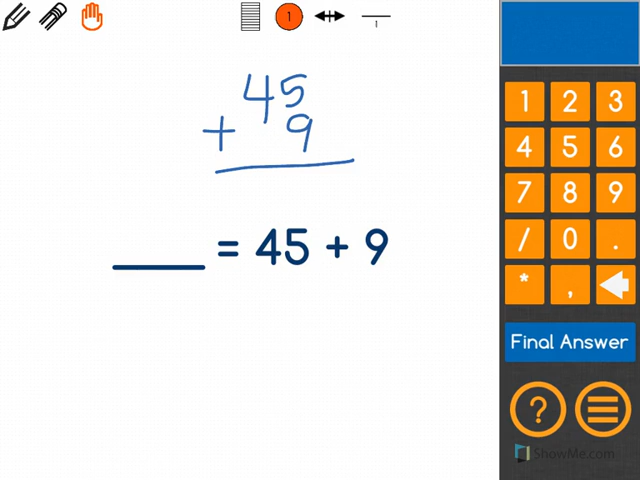 1
1
45
+ 9
____ = 45 + 9
1 2 3
4 5 6
7 8 9
/ 0 .
* ,
Final Answer
?
ShowMe.com